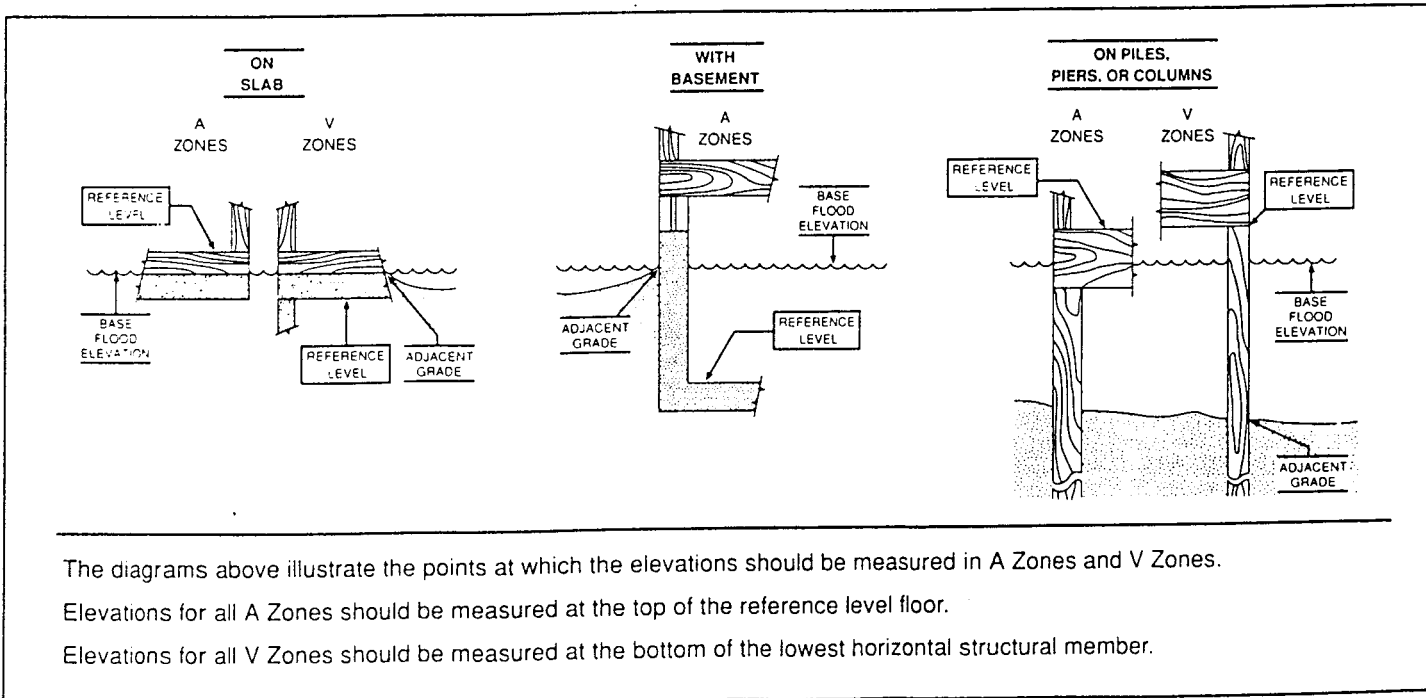 ON
SLAB
A
ZONES
V
ZONES
REFERENCE
LEVEL
BASE
FLOOD
ELEVATION
REFERENCE
LEVEL
ADJACENT
GRADE
WITH
BASEMENT
A
ZONES
BASE
FLOOD
ELEVATION
ADJACENT
GRADE
REFERENCE
LEVEL
ON PILES,
PIERS, OR COLUMNS
A
ZONES
V
ZONES
REFERENCE
LEVEL
REFERENCE
LEVEL
BASE
FLOOD
ELEVATION
ADJACENT
GRADE
The diagrams above illustrate the points at which the elevations should be measured in A Zones and V Zones.
Elevations for all A Zones should be measured at the top of the reference level floor.
Elevations for all V Zones should be measured at the bottom of the lowest horizontal structural member.